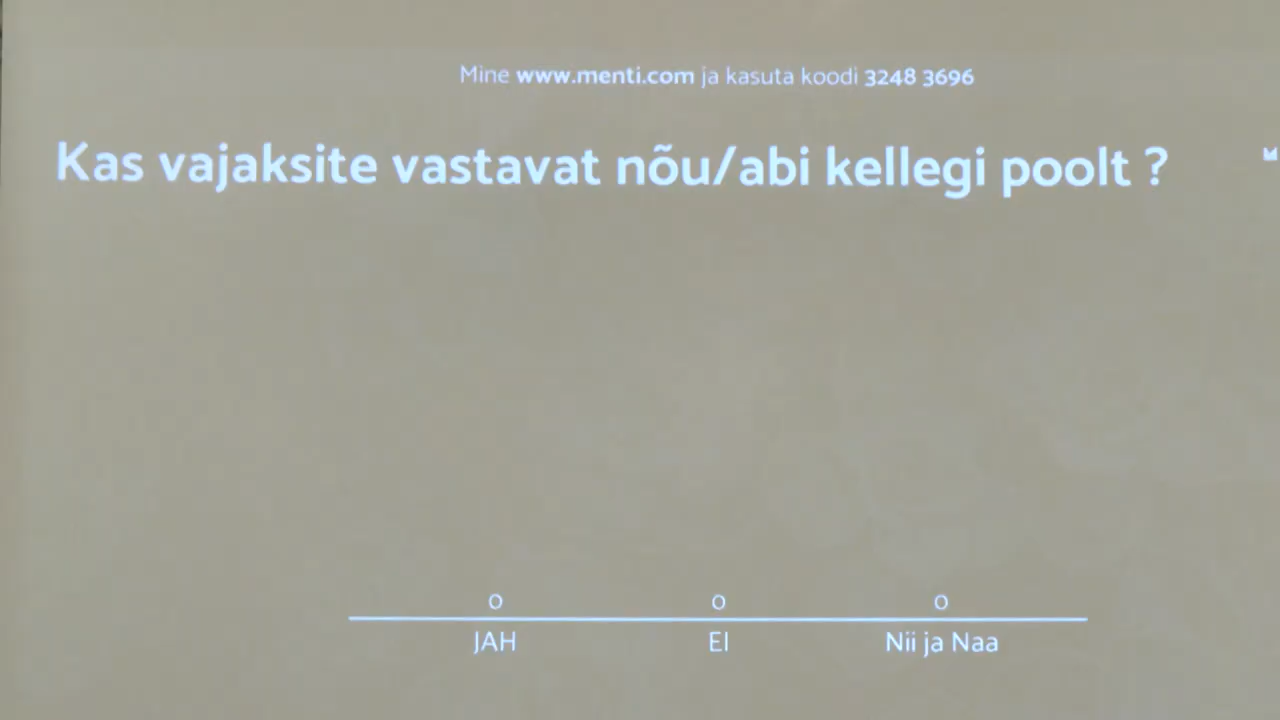 Mine www.menti.com ja kasuta koodi 3248 3696
Kas vajaksite vastavat nõu/abi kellegi poolt ?
0 0 0
JAH EI Nii ja Naa